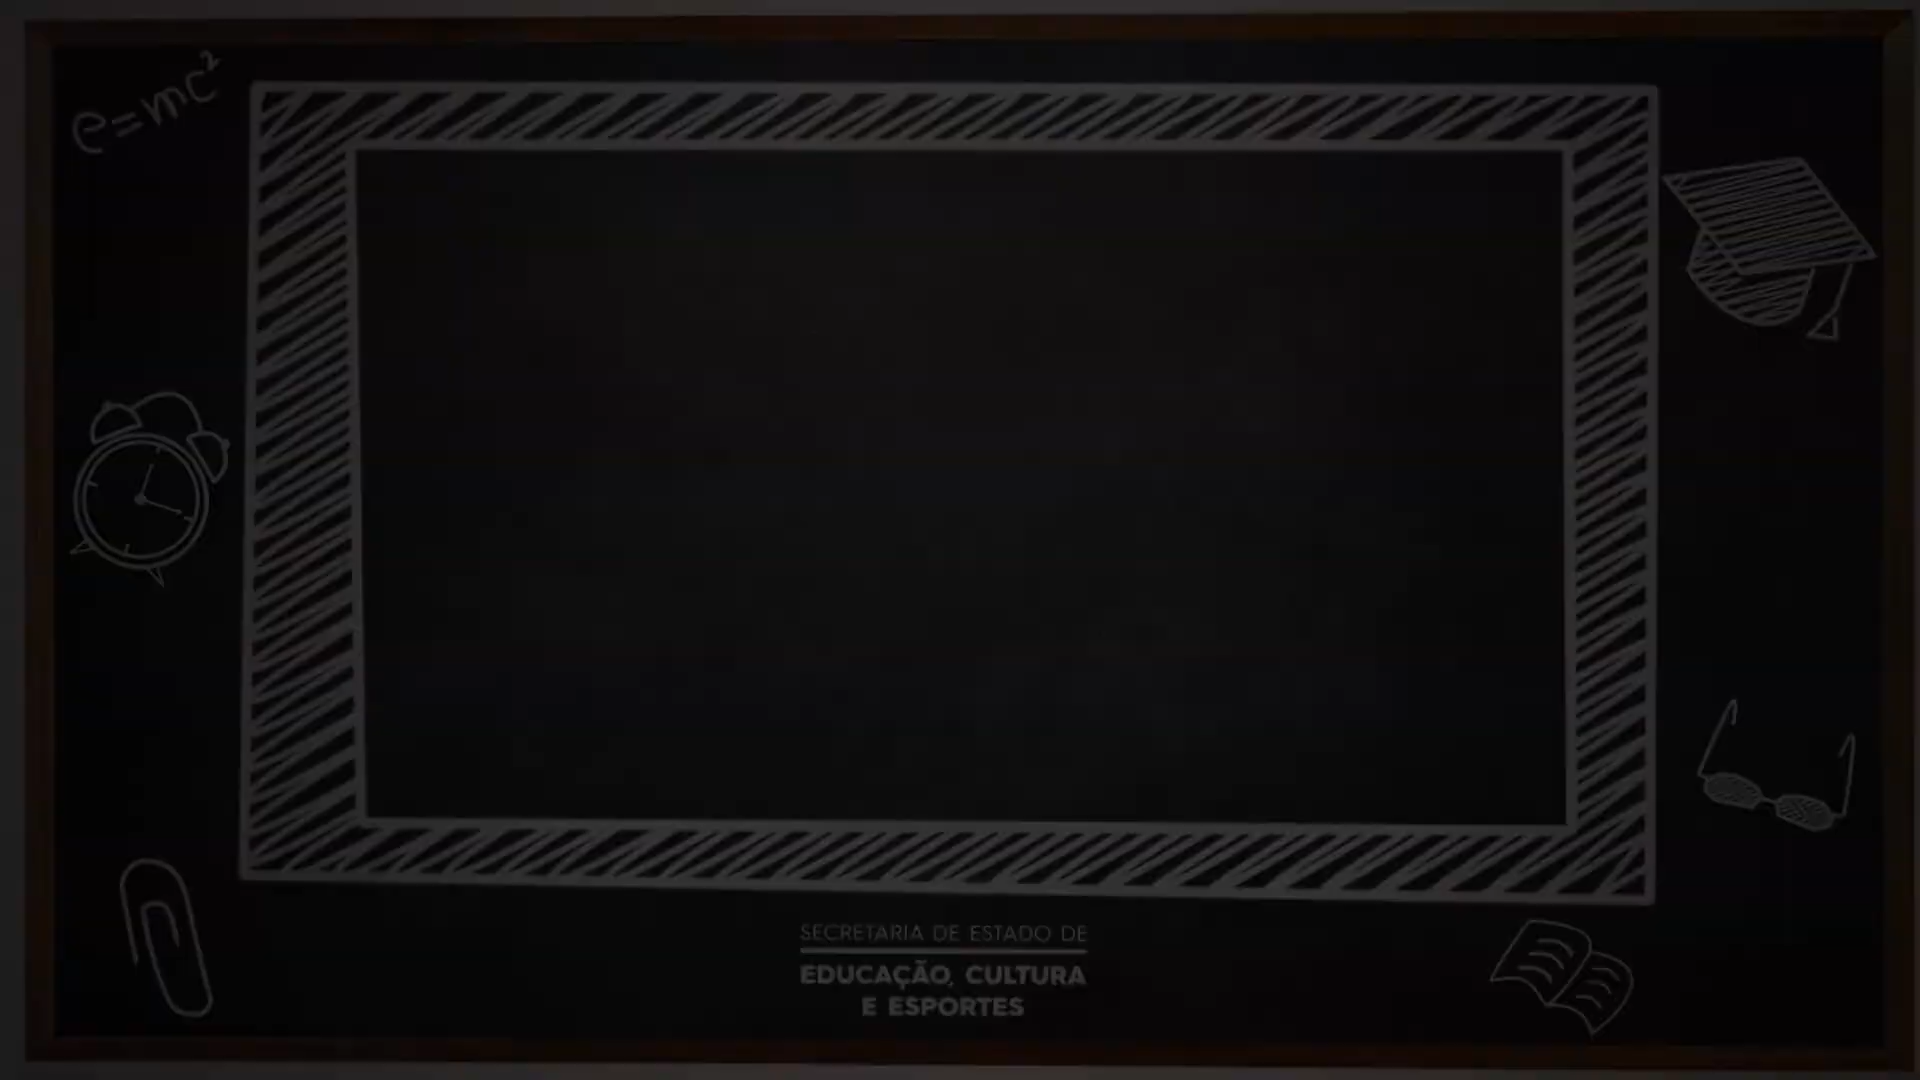 e=mc²
SECRETARIA DE ESTADO DE
EDUCAÇÃO, CULTURA
E ESPORTES